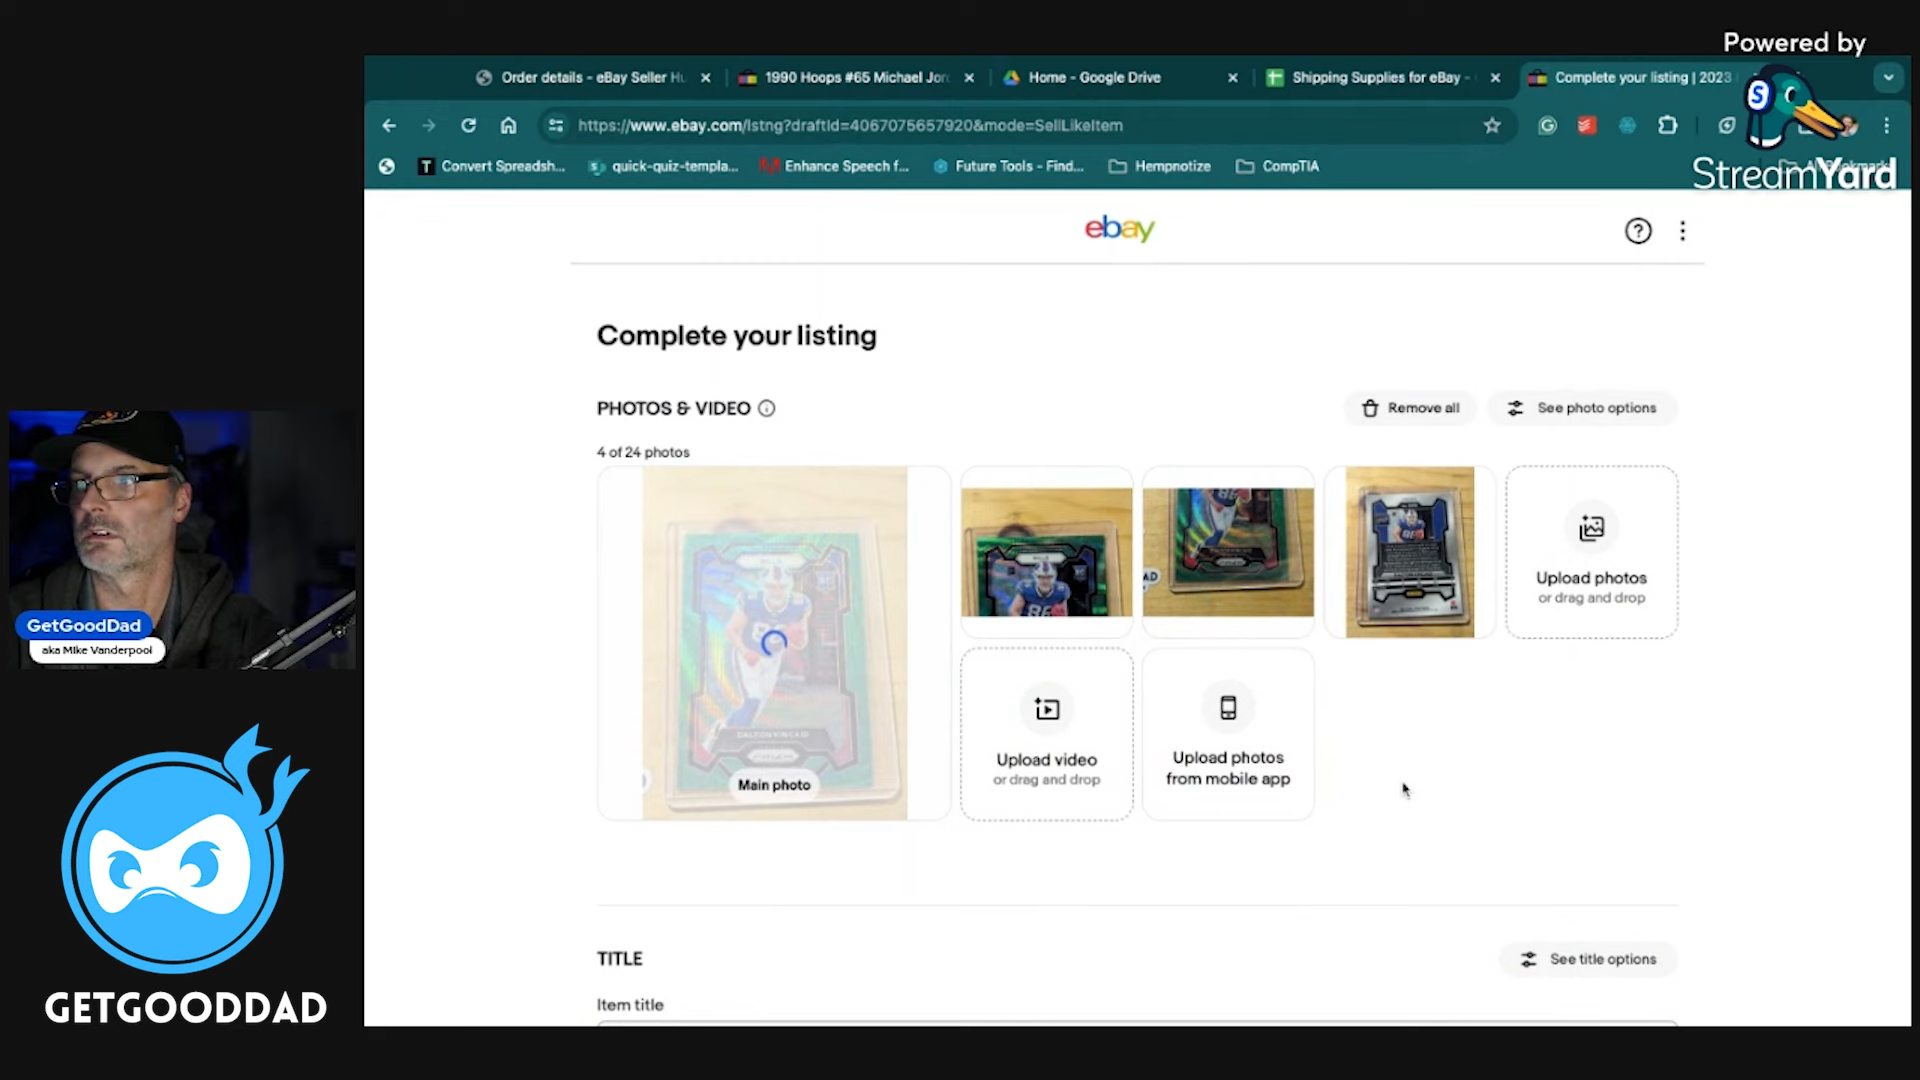 Powered by
StreamYard
Order details - eBay Seller Hu
1990 Hoops #65 Michael Jor
Home - Google Drive
Shipping Supplies for eBay -
Complete your listing | 2023
https://www.ebay.com/lstng?draftId=4067075657920&mode=SellLikeItem
Convert Spreadsh...
quick-quiz-templa...
Enhance Speech f...
Future Tools - Find...
Hempnotize
CompTIA
ebay
Complete your listing
PHOTOS & VIDEO
Remove all
See photo options
4 of 24 photos
DALTON KINCAID
Main photo
Upload photos
or drag and drop
Upload video
or drag and drop
Upload photos
from mobile app
TITLE
See title options
Item title
GetGoodDad
aka Mike Vanderpool
GETGOODDAD